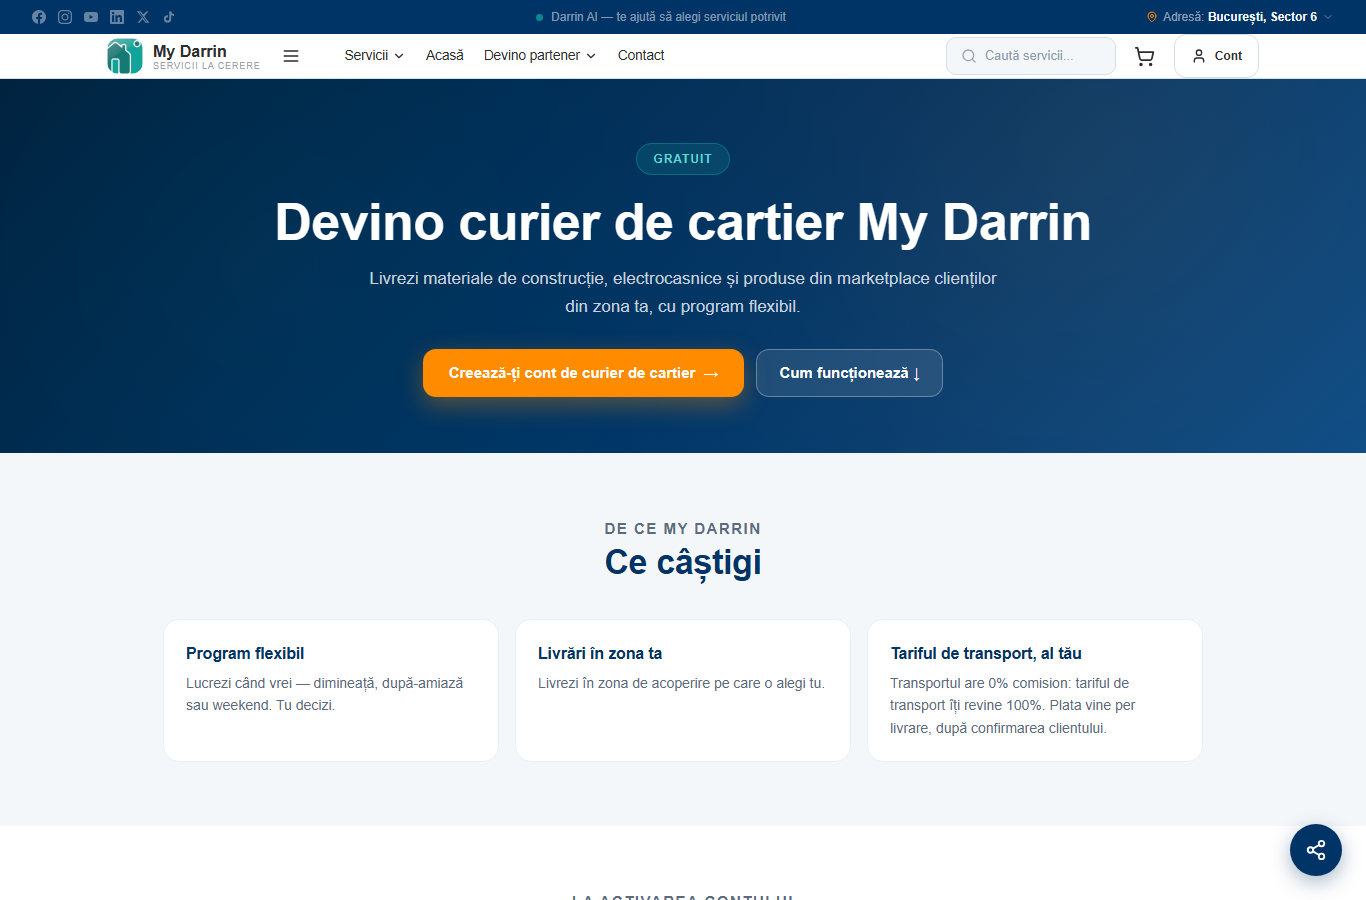 Darrin AI — te ajută să alegi serviciul potrivit
Adresă: București, Sector 6
My Darrin
SERVICII LA CERERE
Servicii
Acasă
Devino partener
Contact
Caută servicii...
Cont
GRATUIT
Devino curier de cartier My Darrin
Livrezi materiale de construcție, electrocasnice și produse din marketplace clienților
din zona ta, cu program flexibil.
Creează-ți cont de curier de cartier →
Cum funcționează ↓
DE CE MY DARRIN
Ce câștigi
Program flexibil
Lucrezi când vrei — dimineață, după-amiază
sau weekend. Tu decizi.
Livrări în zona ta
Livrezi în zona de acoperire pe care o alegi tu.
Tariful de transport, al tău
Transportul are 0% comision: tariful de
transport îți revine 100%. Plata vine per
livrare, după confirmarea clientului.
LA ACTIVAREA CONTULUI